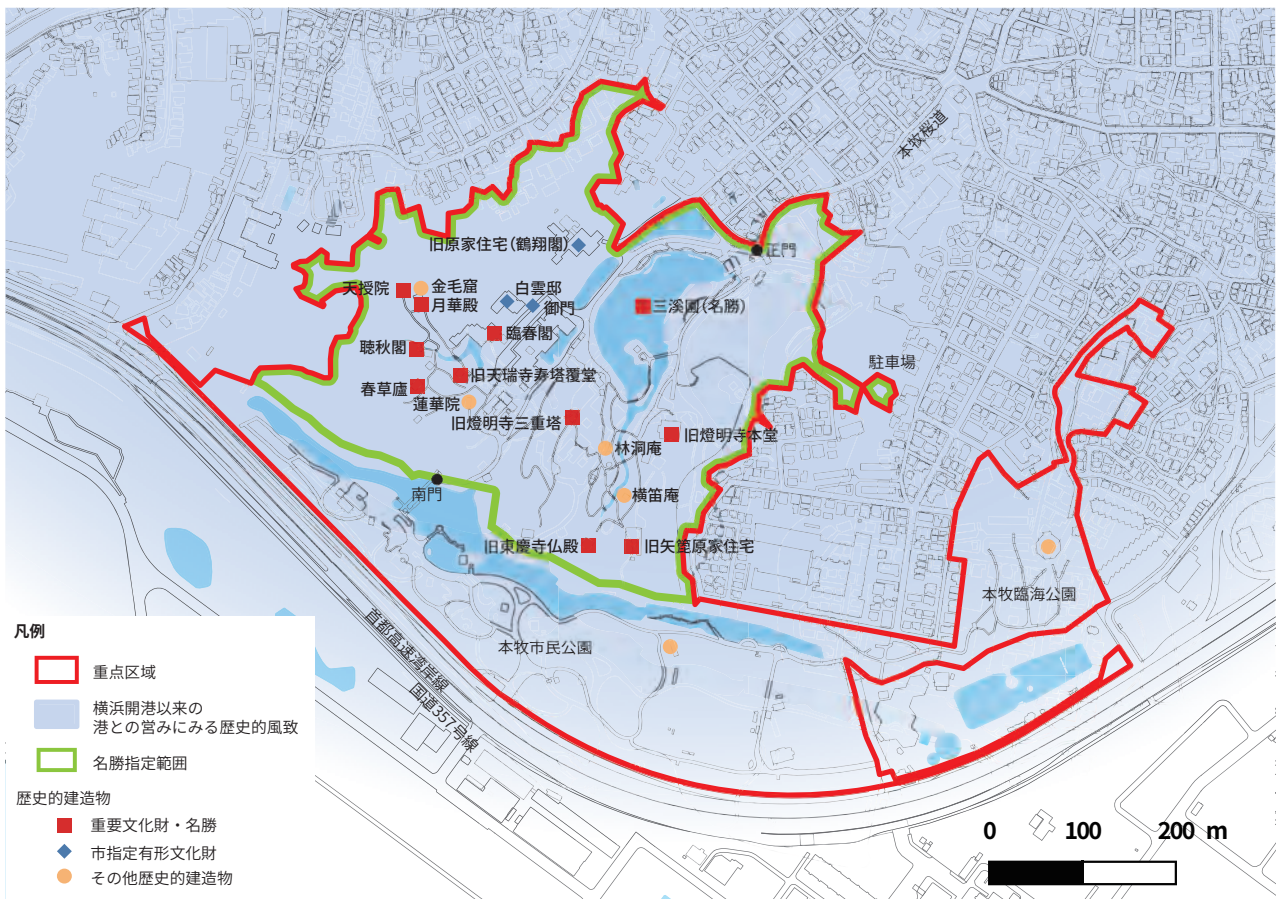 本牧桜道
旧原家住宅(鶴翔閣)
正門
天授院
金毛窟
月華殿
白雲邸
御門
三溪園(名勝)
臨春閣
聴秋閣
駐車場
旧天瑞寺寿塔覆堂
春草廬
蓮華院
旧燈明寺三重塔
旧燈明寺本堂
林洞庵
南門
横笛庵
旧東慶寺仏殿
旧矢箆原家住宅
本牧臨海公園
本牧市民公園
首都高速湾岸線
国道357号線
凡例
重点区域
横浜開港以来の
港との営みにみる歴史的風致
名勝指定範囲
歴史的建造物
重要文化財・名勝
市指定有形文化財
その他歴史的建造物
0 100 200 m